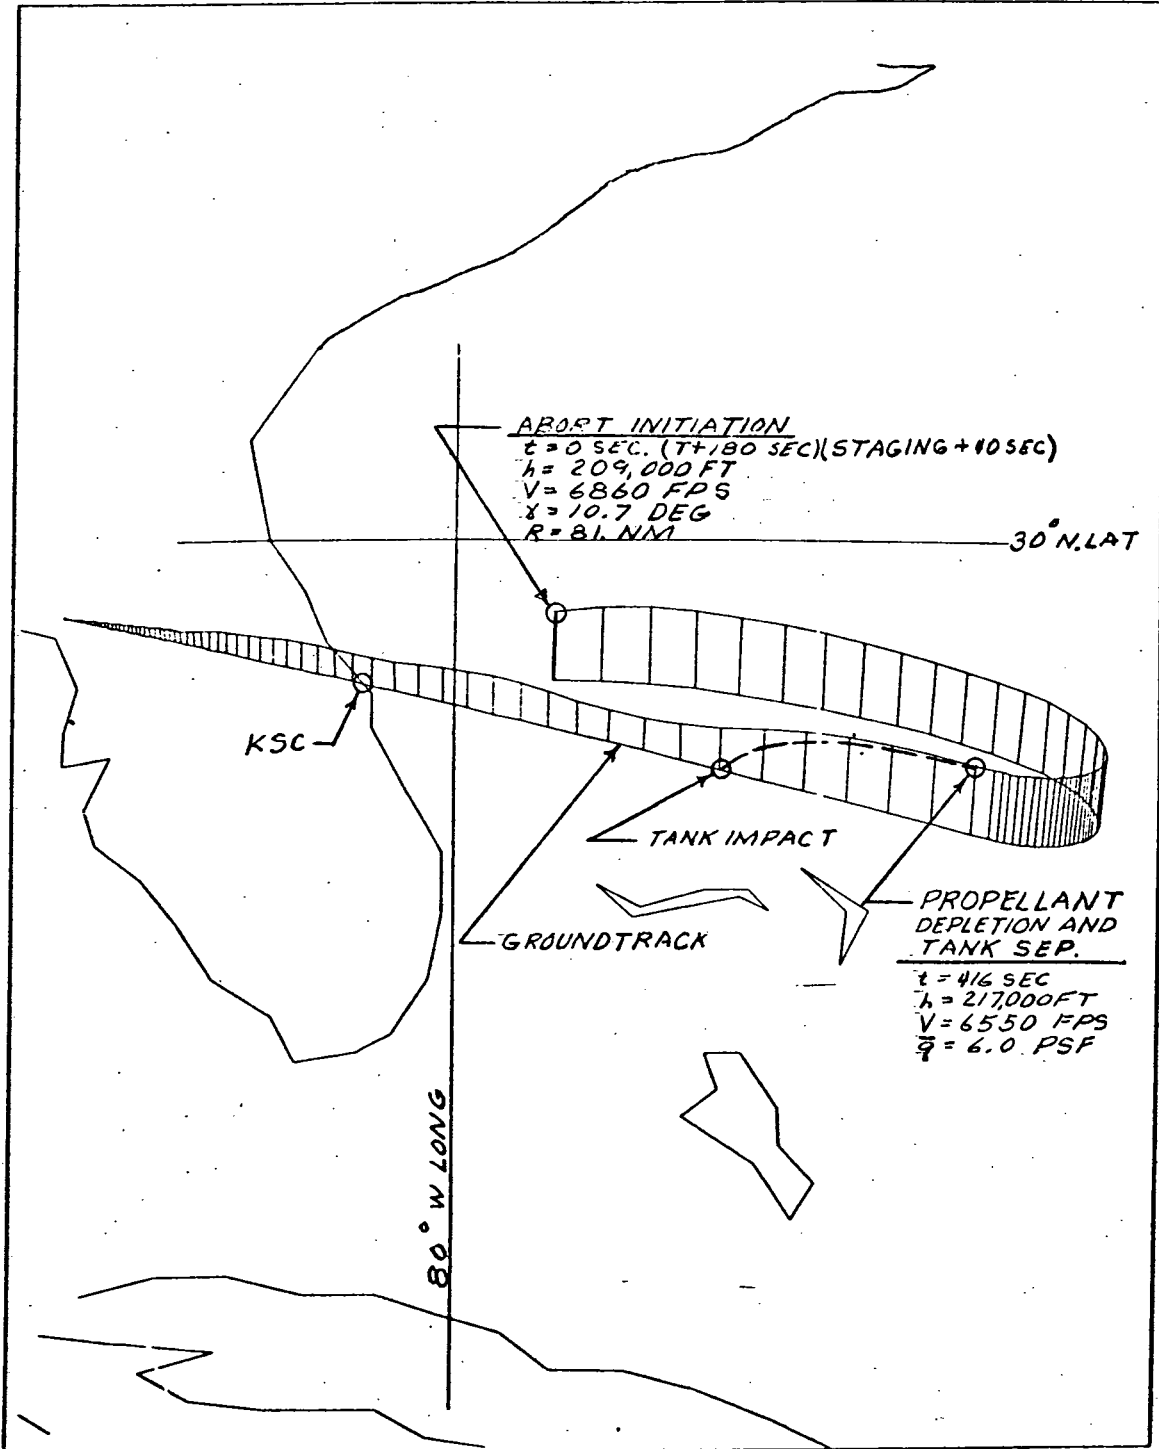 ABORT INITIATION
t = 0 SEC. (T+180 SEC)(STAGING + 10 SEC)
h = 209,000 FT
V = 6860 FPS
γ = 10.7 DEG
R = 81. NM
30° N. LAT
KSC
TANK IMPACT
GROUNDTRACK
PROPELLANT
DEPLETION AND
TANK SEP.
t = 416 SEC
h = 217,000 FT
V = 6550 FPS
q̄ = 6.0 PSF
80° W LONG